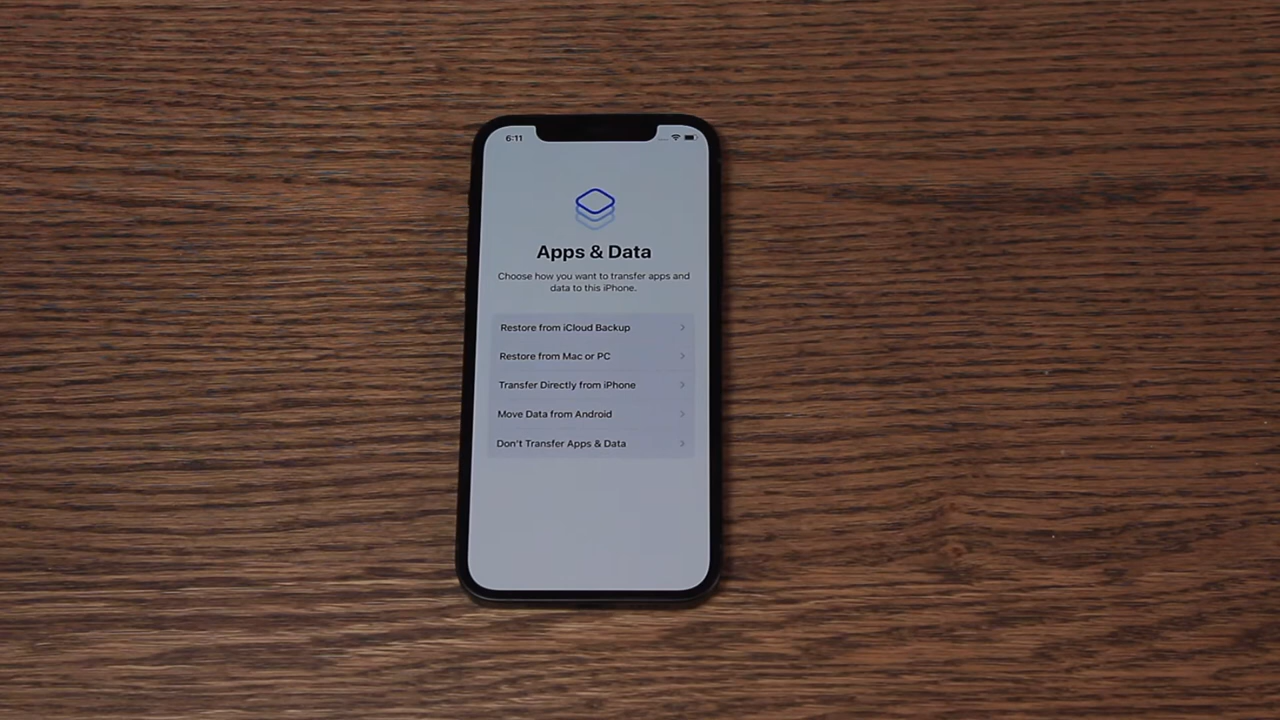 6:11
Apps & Data
Choose how you want to transfer apps and
data to this iPhone.
Restore from iCloud Backup
Restore from Mac or PC
Transfer Directly from iPhone
Move Data from Android
Don't Transfer Apps & Data